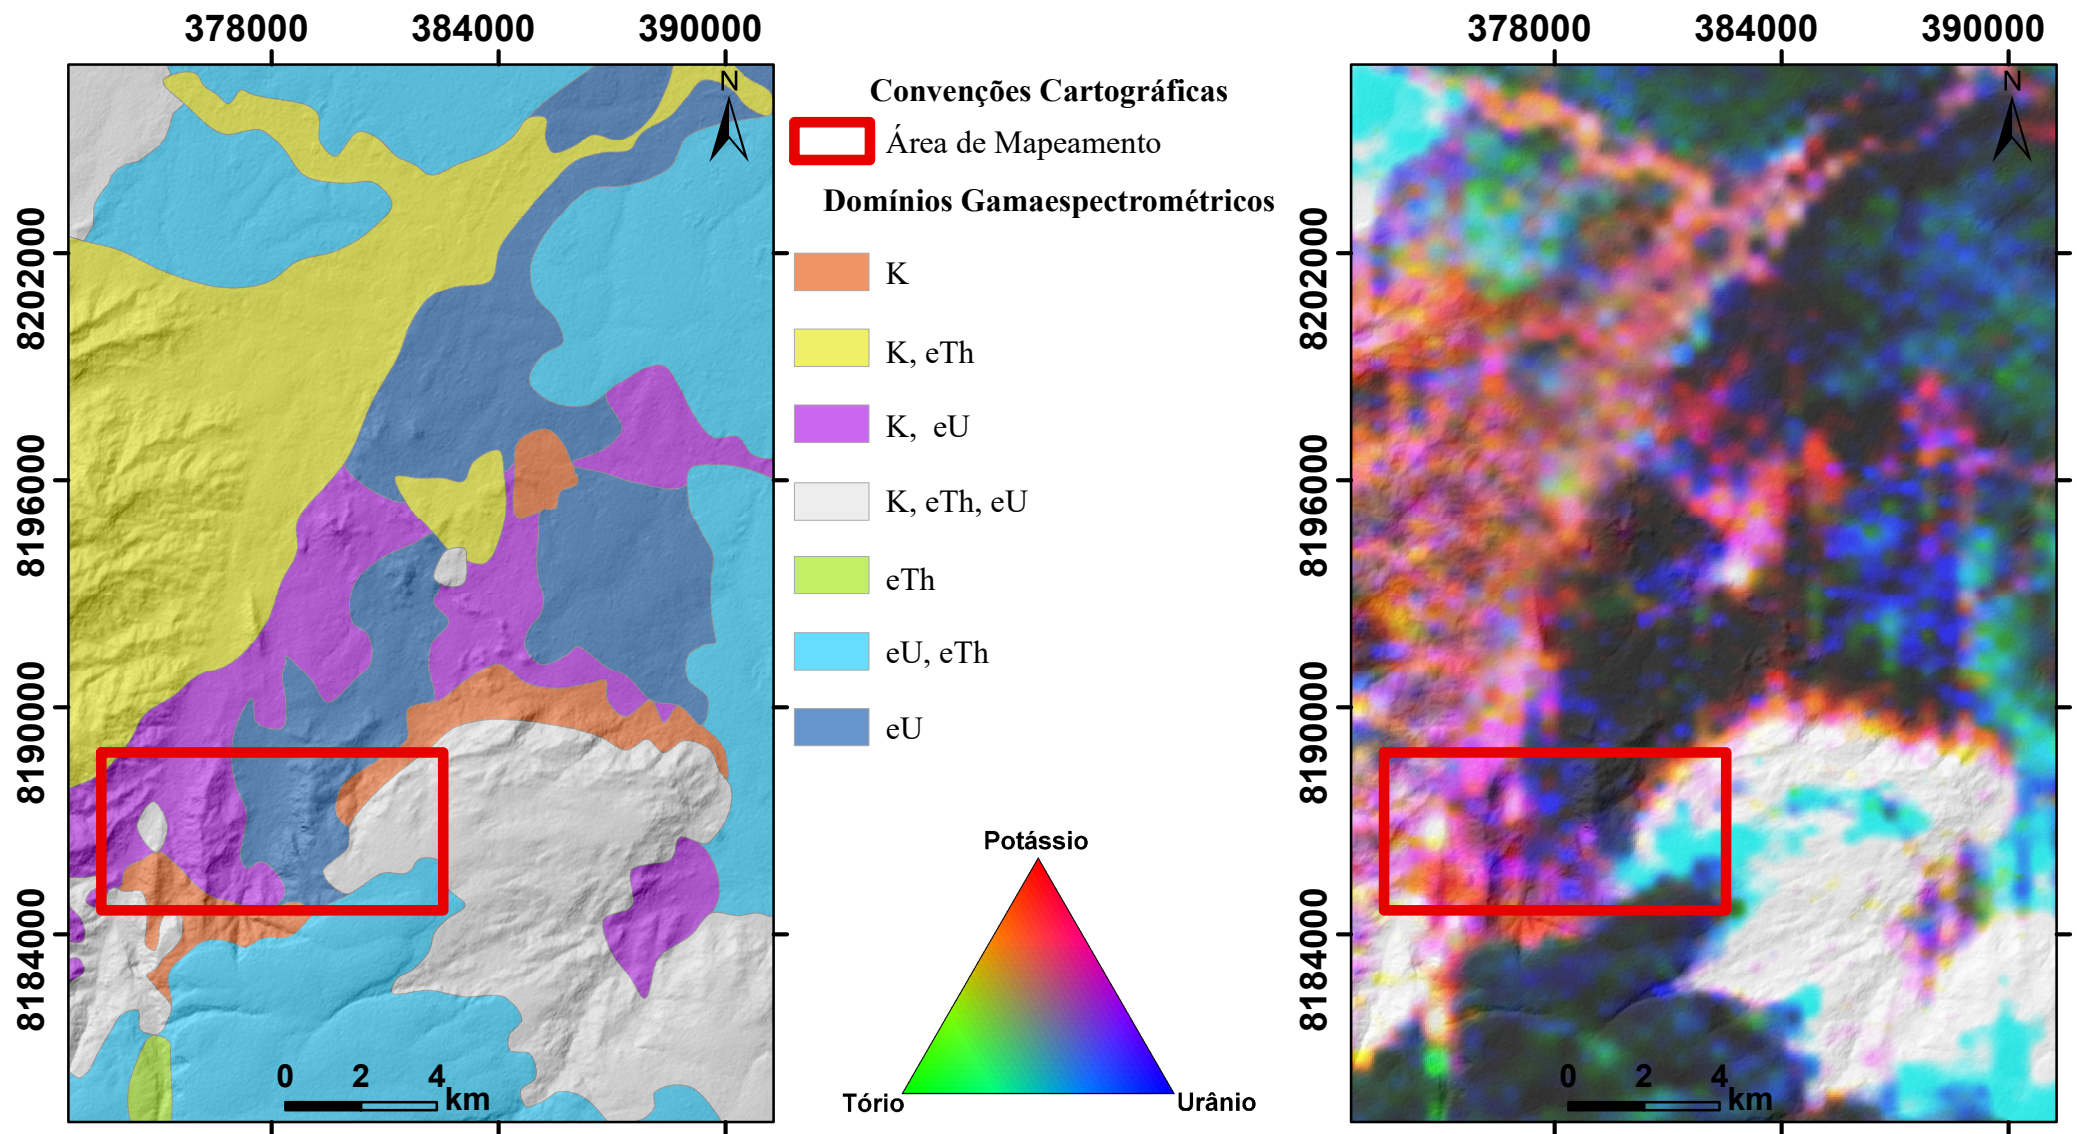 378000 384000 390000
8202000
8196000
8190000
8184000
N
0 2 4
km
Convenções Cartográficas
Área de Mapeamento
Domínios Gamaespectrométricos
K
K, eTh
K, eU
K, eTh, eU
eTh
eU, eTh
eU
Potássio
Tório
Urânio
378000 384000 390000
8202000
8196000
8190000
8184000
N
0 2 4
km